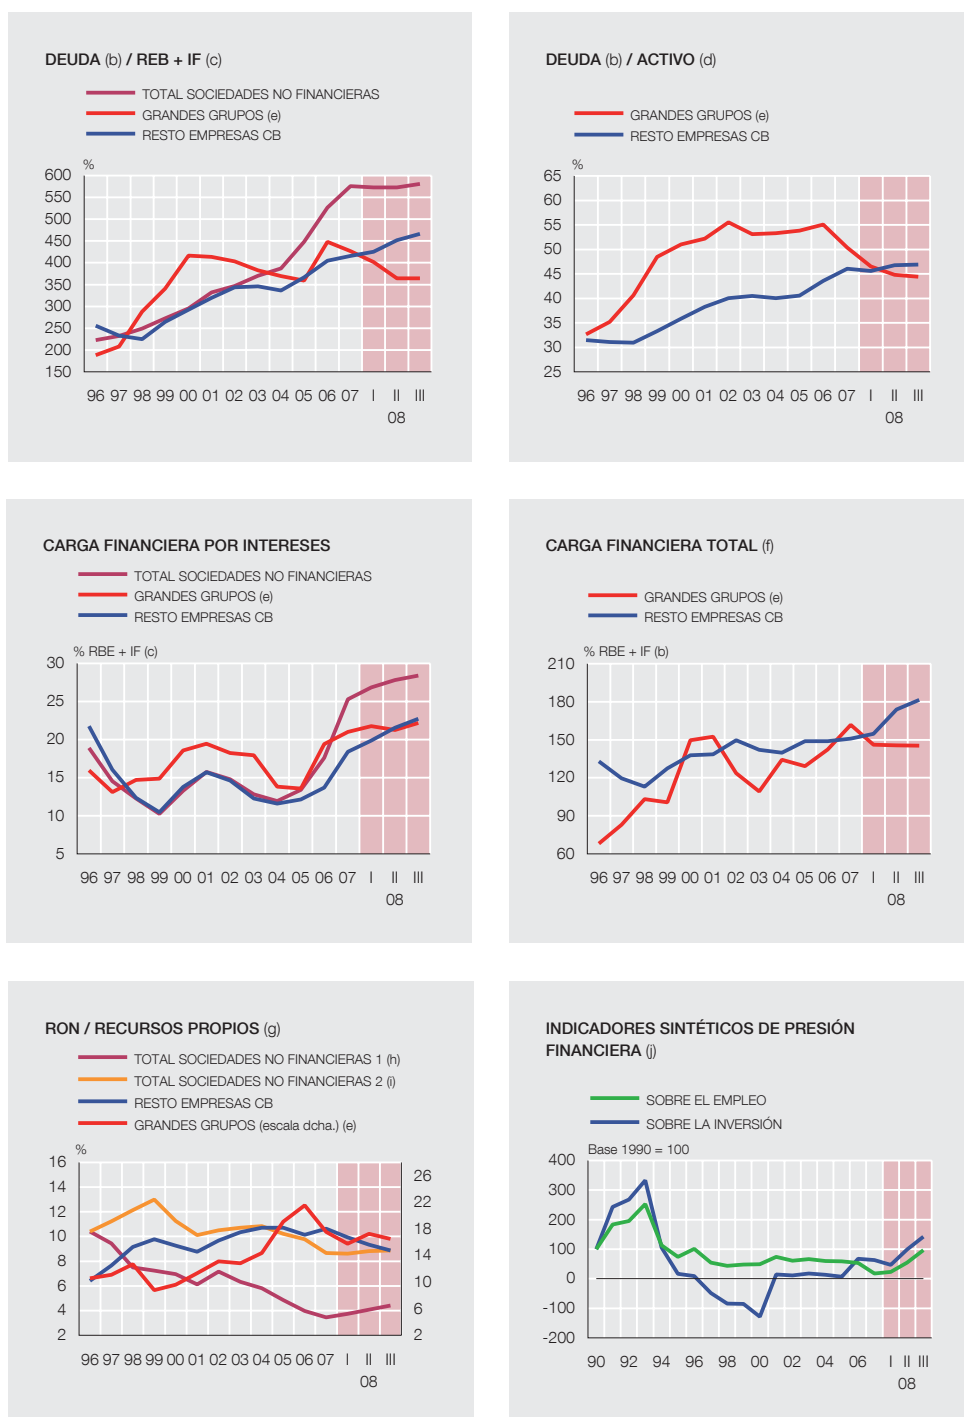 DEUDA (b) / REB + IF (c)
TOTAL SOCIEDADES NO FINANCIERAS
GRANDES GRUPOS (e)
RESTO EMPRESAS CB
%
600
550
500
450
400
350
300
250
200
150
96 97 98 99 00 01 02 03 04 05 06 07 I II III
08
DEUDA (b) / ACTIVO (d)
GRANDES GRUPOS (e)
RESTO EMPRESAS CB
%
65
60
55
50
45
40
35
30
25
96 97 98 99 00 01 02 03 04 05 06 07 I II III
08
CARGA FINANCIERA POR INTERESES
TOTAL SOCIEDADES NO FINANCIERAS
GRANDES GRUPOS (e)
RESTO EMPRESAS CB
% RBE + IF (c)
30
25
20
15
10
5
96 97 98 99 00 01 02 03 04 05 06 07 I II III
08
CARGA FINANCIERA TOTAL (f)
GRANDES GRUPOS (e)
RESTO EMPRESAS CB
% RBE + IF (b)
210
180
150
120
90
60
96 97 98 99 00 01 02 03 04 05 06 07 I II III
08
RON / RECURSOS PROPIOS (g)
TOTAL SOCIEDADES NO FINANCIERAS 1 (h)
TOTAL SOCIEDADES NO FINANCIERAS 2 (i)
RESTO EMPRESAS CB
GRANDES GRUPOS (escala dcha.) (e)
%
16
14
12
10
8
6
4
2
26
22
18
14
10
6
2
96 97 98 99 00 01 02 03 04 05 06 07 I II III
08
INDICADORES SINTÉTICOS DE PRESIÓN
FINANCIERA (j)
SOBRE EL EMPLEO
SOBRE LA INVERSIÓN
Base 1990 = 100
400
300
200
100
0
-100
-200
90 92 94 96 98 00 02 04 06 I II III
08